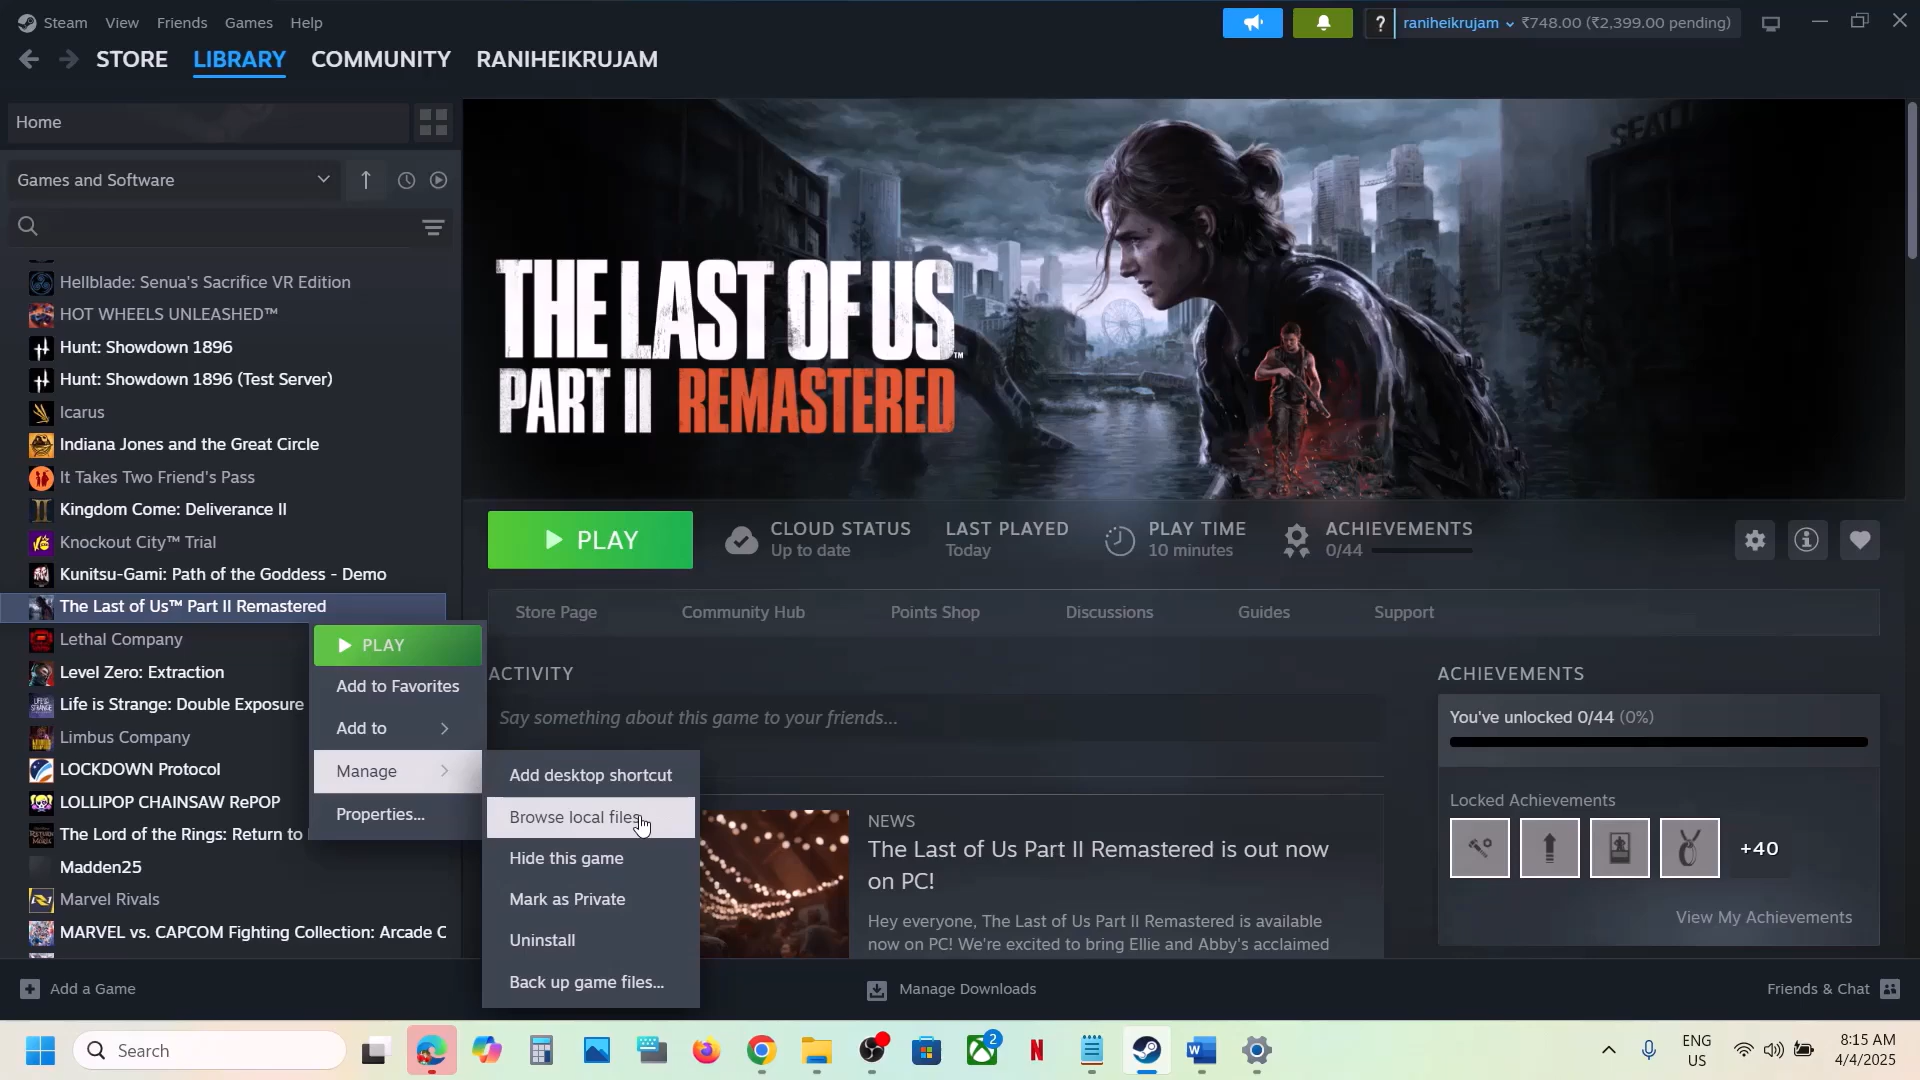 Steam View Friends Games Help
? raniheikrujam ₹748.00 (₹2,399.00 pending)
STORE LIBRARY COMMUNITY RANIHEIKRUJAM
Home
Games and Software
Hellblade: Senua's Sacrifice VR Edition
HOT WHEELS UNLEASHED™
Hunt: Showdown 1896
Hunt: Showdown 1896 (Test Server)
Icarus
Indiana Jones and the Great Circle
It Takes Two Friend's Pass
Kingdom Come: Deliverance II
Knockout City™ Trial
Kunitsu-Gami: Path of the Goddess - Demo
The Last of Us™ Part II Remastered
Lethal Company
Level Zero: Extraction
Life is Strange: Double Exposure
Limbus Company
LOCKDOWN Protocol
LOLLIPOP CHAINSAW RePOP
The Lord of the Rings: Return to
Madden25
Marvel Rivals
MARVEL vs. CAPCOM Fighting Collection: Arcade C
PLAY
Add to Favorites
Add to
Manage
Properties...
Add desktop shortcut
Browse local files
Hide this game
Mark as Private
Uninstall
Back up game files...
SEATTL
THE LAST OF US™
PART II REMASTERED
PLAY
CLOUD STATUS
Up to date
LAST PLAYED
Today
PLAY TIME
10 minutes
ACHIEVEMENTS
0/44
Store Page Community Hub Points Shop Discussions Guides Support
ACTIVITY
Say something about this game to your friends...
NEWS
The Last of Us Part II Remastered is out now
on PC!
Hey everyone, The Last of Us Part II Remastered is available
now on PC! We're excited to bring Ellie and Abby's acclaimed
ACHIEVEMENTS
You've unlocked 0/44 (0%)
Locked Achievements
+40
View My Achievements
Add a Game
Manage Downloads
Friends & Chat
Search
2
N
W
ENG
US
8:15 AM
4/4/2025